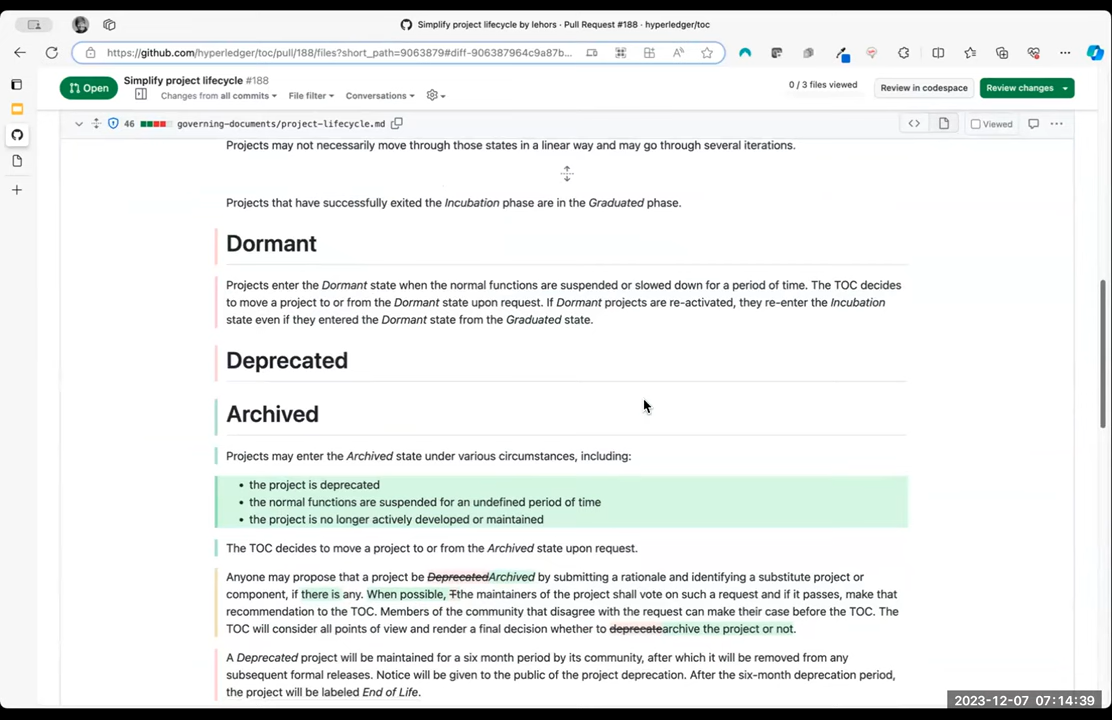 Simplify project lifecycle by lehors · Pull Request #188 · hyperledger/toc
https://github.com/hyperledger/toc/pull/188/files?short_path=9063879#diff-906387964c9a87b...
Open
Simplify project lifecycle #188
Changes from all commits
File filter
Conversations
0 / 3 files viewed
Review in codespace
Review changes
46
governing-documents/project-lifecycle.md
Viewed
Projects may not necessarily move through those states in a linear way and may go through several iterations.
Projects that have successfully exited the Incubation phase are in the Graduated phase.
Dormant
Projects enter the Dormant state when the normal functions are suspended or slowed down for a period of time. The TOC decides
to move a project to or from the Dormant state upon request. If Dormant projects are re-activated, they re-enter the Incubation
state even if they entered the Dormant state from the Graduated state.
Deprecated
Archived
Projects may enter the Archived state under various circumstances, including:
• the project is deprecated
• the normal functions are suspended for an undefined period of time
• the project is no longer actively developed or maintained
The TOC decides to move a project to or from the Archived state upon request.
Anyone may propose that a project be DeprecatedArchived by submitting a rationale and identifying a substitute project or
component, if there is any. When possible, Tthe maintainers of the project shall vote on such a request and if it passes, make that
recommendation to the TOC. Members of the community that disagree with the request can make their case before the TOC. The
TOC will consider all points of view and render a final decision whether to deprecatearchive the project or not.
A Deprecated project will be maintained for a six month period by its community, after which it will be removed from any
subsequent formal releases. Notice will be given to the public of the project deprecation. After the six-month deprecation period,
the project will be labeled End of Life.
2023-12-07 07:14:39